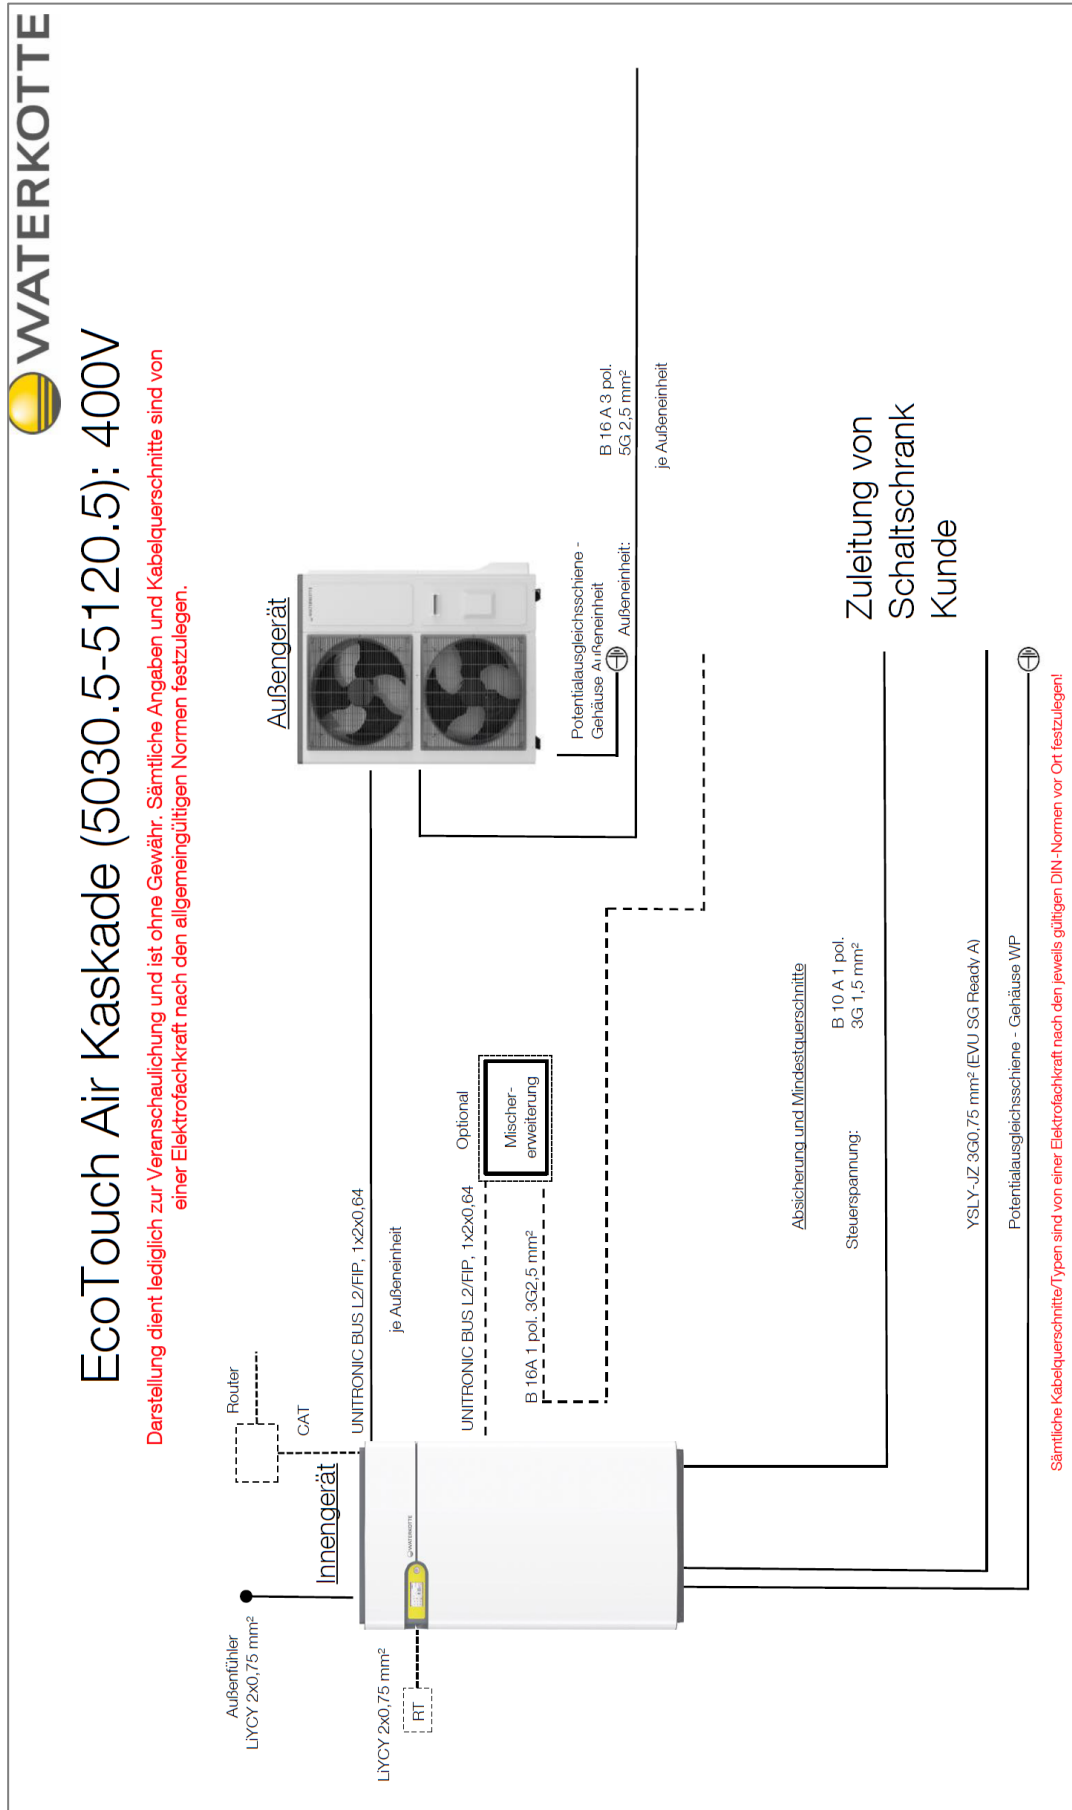 WATERKOTTE
EcoTouch Air Kaskade (5030.5-5120.5): 400V
Darstellung dient lediglich zur Veranschaulichung und ist ohne Gewähr. Sämtliche Angaben und Kabelquerschnitte sind von
einer Elektrofachkraft nach den allgemeingültigen Normen festzulegen.
Außenfühler
LiYCY 2x0,75 mm²
Router
CAT
Innengerät
Außengerät
LiYCY 2x0,75 mm²
RT
WATERKOTTE
UNITRONIC BUS L2/FIP, 1x2x0,64
je Außeneinheit
WATERKOTTE
UNITRONIC BUS L2/FIP, 1x2x0,64
Optional
Mischer-
erweiterung
B 16A 1 pol. 3G2,5 mm²
Potentialausgleichsschiene -
Gehäuse Außeneinheit
Außeneinheit:
B 16 A 3 pol.
5G 2,5 mm²
je Außeneinheit
Absicherung und Mindestquerschnitte
Steuerspannung:
B 10 A 1 pol.
3G 1,5 mm²
Zuleitung von
Schaltschrank
Kunde
YSLY-JZ 3G0,75 mm² (EVU SG Ready A)
Potentialausgleichsschiene - Gehäuse WP
Sämtliche Kabelquerschnitte/Typen sind von einer Elektrofachkraft nach den jeweils gültigen DIN-Normen vor Ort festzulegen!